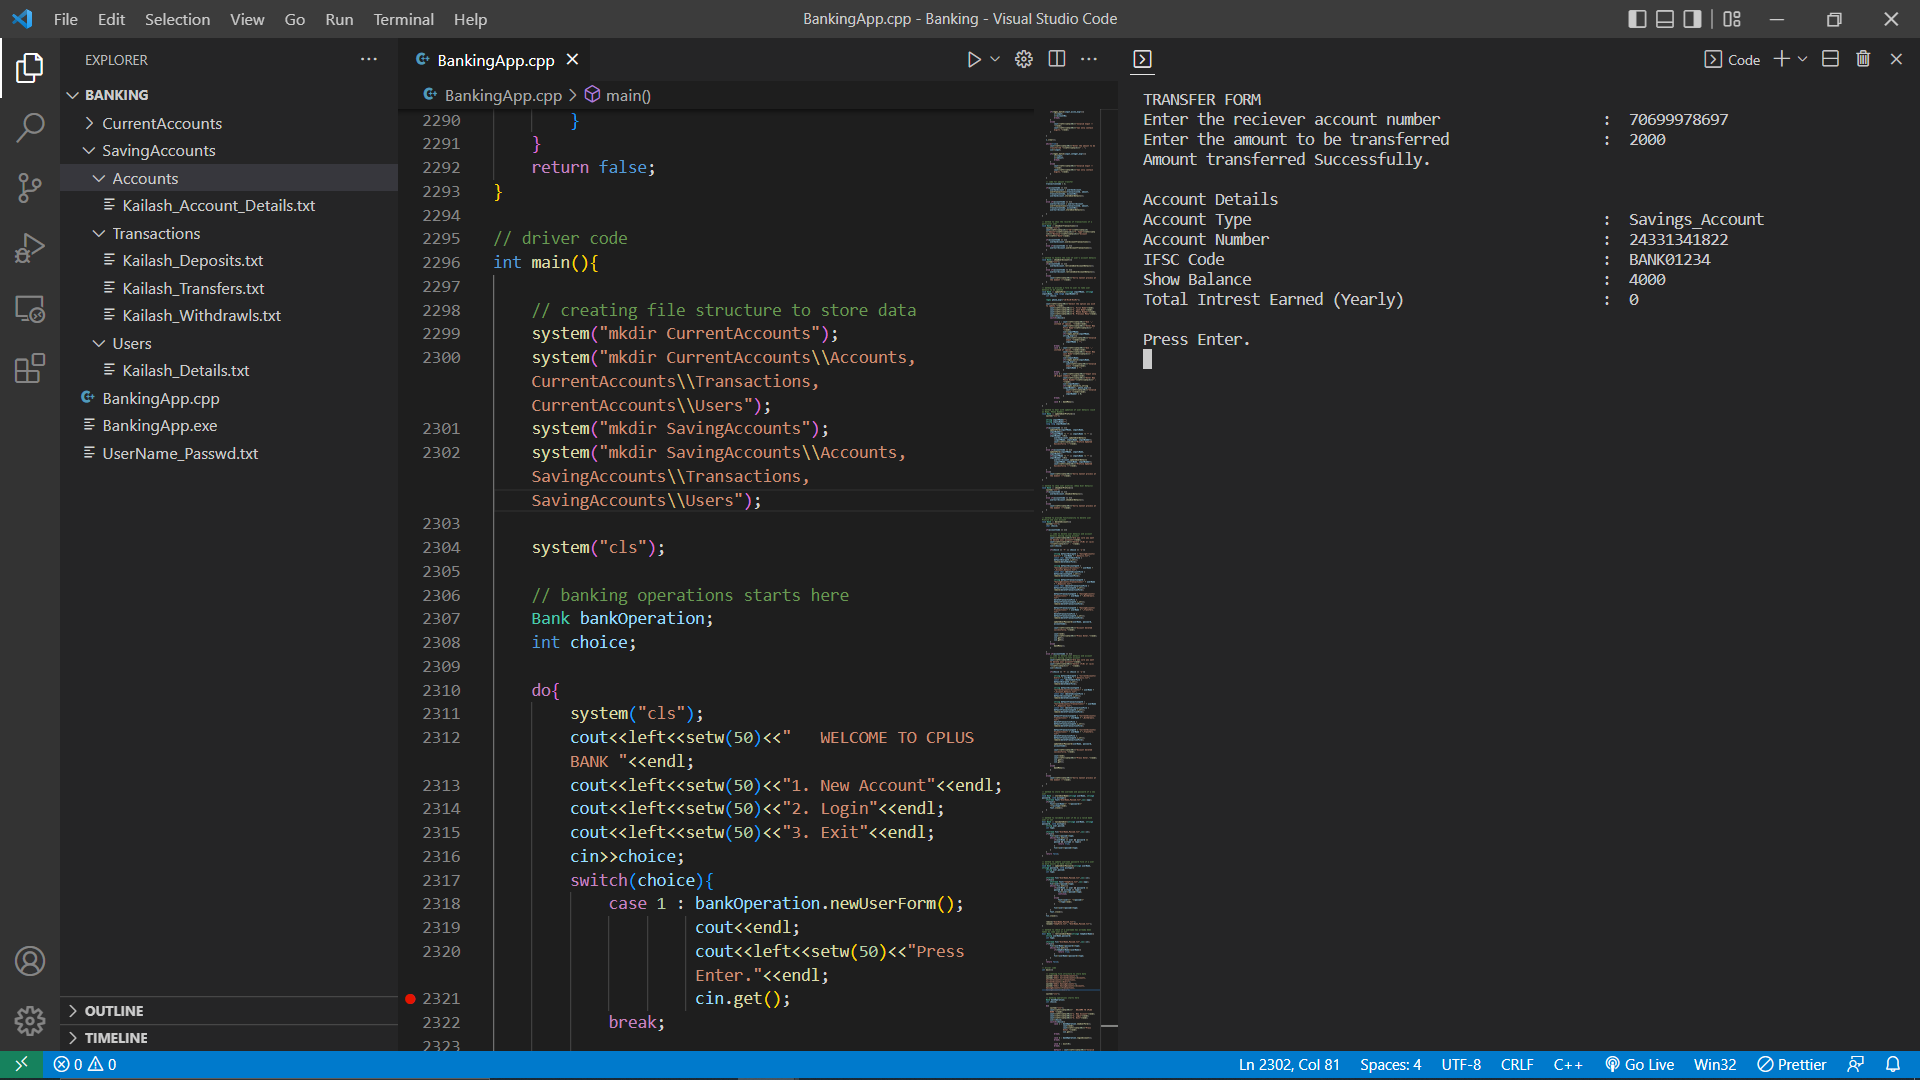 File Edit Selection View Go Run Terminal Help
BankingApp.cpp - Banking - Visual Studio Code
EXPLORER
BANKING
CurrentAccounts
SavingAccounts
Accounts
Kailash_Account_Details.txt
Transactions
Kailash_Deposits.txt
Kailash_Transfers.txt
Kailash_Withdrawls.txt
Users
Kailash_Details.txt
BankingApp.cpp
BankingApp.exe
UserName_Passwd.txt
OUTLINE
TIMELINE
BankingApp.cpp
BankingApp.cpp > main()
2290 }
2291 }
2292 return false;
2293 }
2294
2295 // driver code
2296 int main(){
2297
2298 // creating file structure to store data
2299 system("mkdir CurrentAccounts");
2300 system("mkdir CurrentAccounts\\Accounts,
CurrentAccounts\\Transactions,
CurrentAccounts\\Users");
2301 system("mkdir SavingAccounts");
2302 system("mkdir SavingAccounts\\Accounts,
SavingAccounts\\Transactions,
SavingAccounts\\Users");
2303
2304 system("cls");
2305
2306 // banking operations starts here
2307 Bank bankOperation;
2308 int choice;
2309
2310 do{
2311 system("cls");
2312 cout<<left<<setw(50)<<"   WELCOME TO CPLUS
BANK "<<endl;
2313 cout<<left<<setw(50)<<"1. New Account"<<endl;
2314 cout<<left<<setw(50)<<"2. Login"<<endl;
2315 cout<<left<<setw(50)<<"3. Exit"<<endl;
2316 cin>>choice;
2317 switch(choice){
2318 case 1 : bankOperation.newUserForm();
2319 cout<<endl;
2320 cout<<left<<setw(50)<<"Press
Enter."<<endl;
2321 cin.get();
2322 break;
2323
Code
TRANSFER FORM
Enter the reciever account number : 70699978697
Enter the amount to be transferred : 2000
Amount transferred Successfully.
Account Details
Account Type : Savings_Account
Account Number : 24331341822
IFSC Code : BANK01234
Show Balance : 4000
Total Intrest Earned (Yearly) : 0
Press Enter.
0 0 Ln 2302, Col 81 Spaces: 4 UTF-8 CRLF C++ Go Live Win32 Prettier